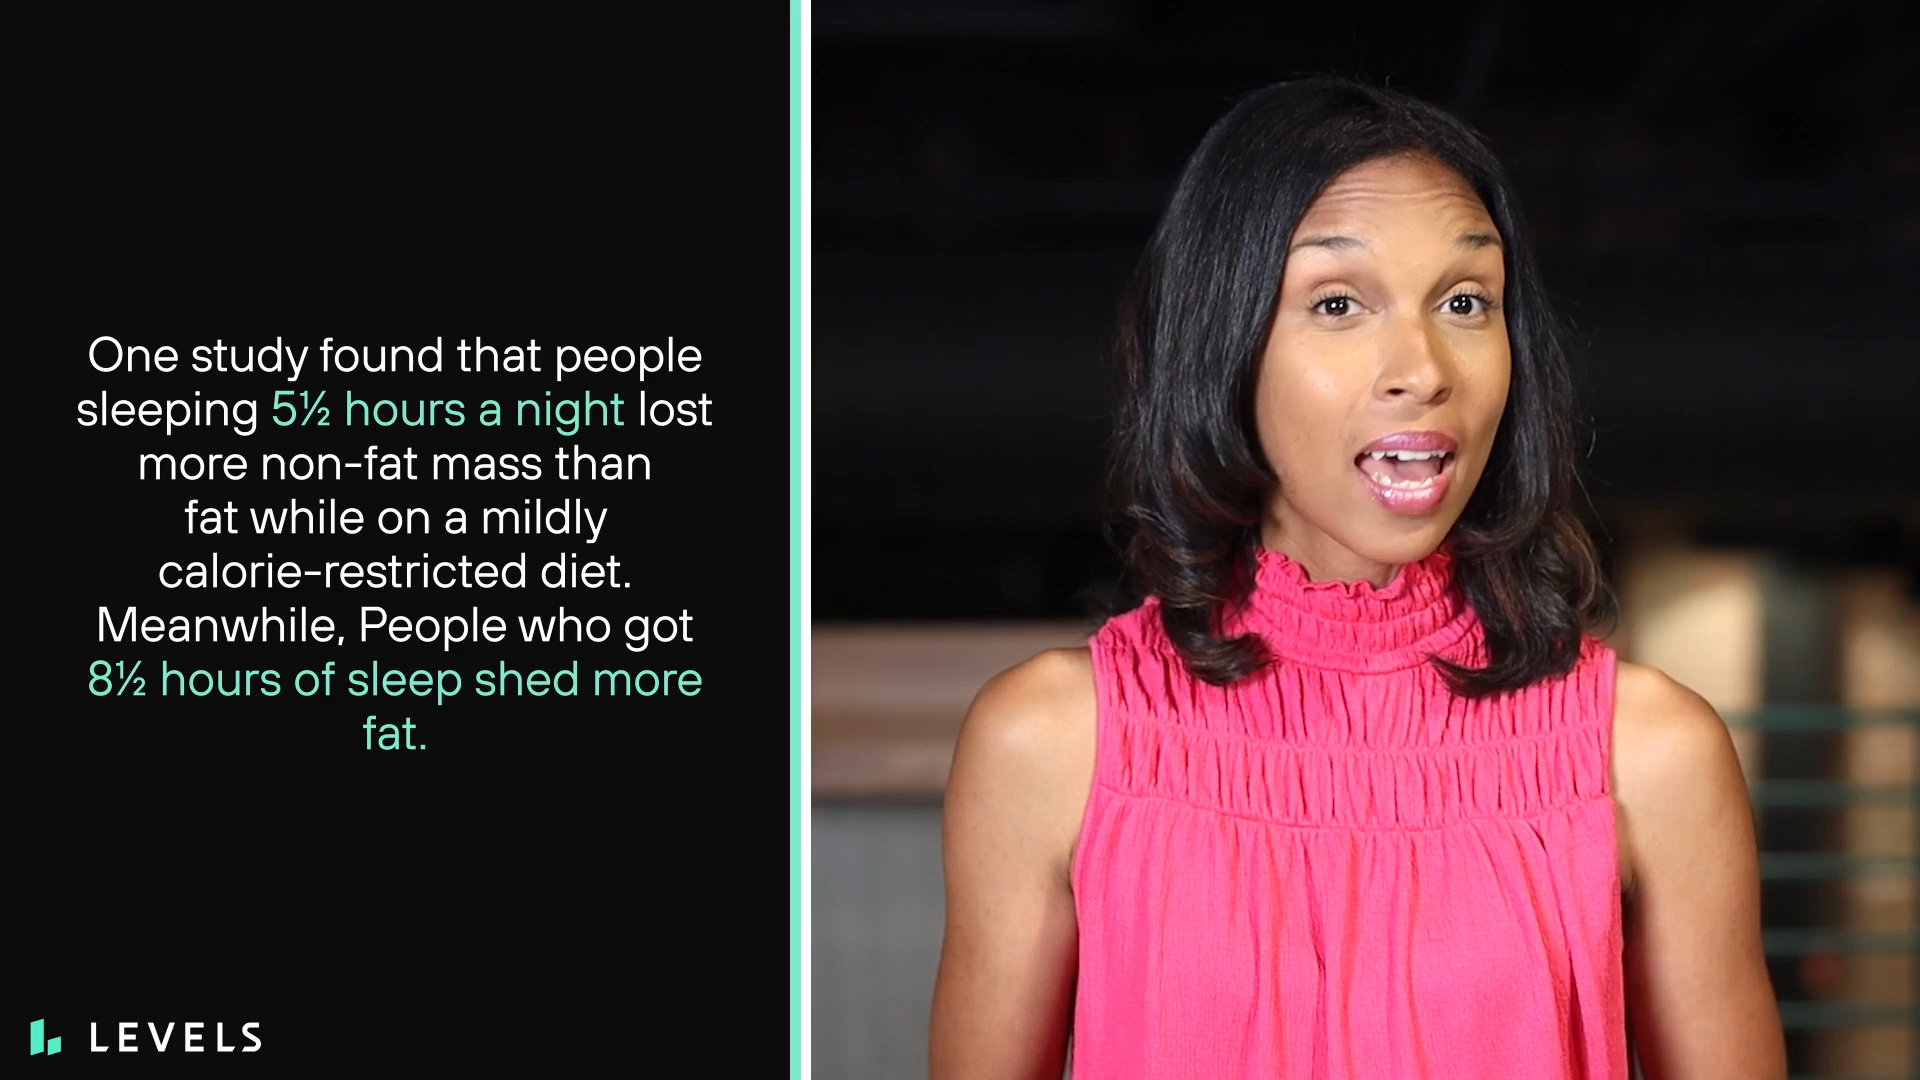 One study found that people
sleeping 5½ hours a night lost
more non-fat mass than
fat while on a mildly
calorie-restricted diet.
Meanwhile, People who got
8½ hours of sleep shed more
fat.
LEVELS